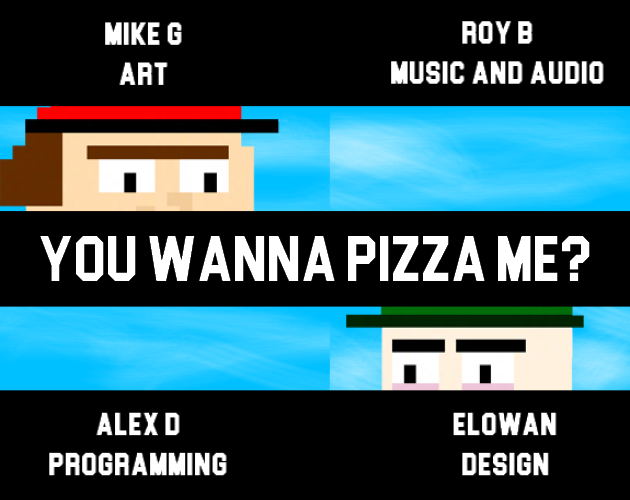 MIKE G
ART
ROY B
MUSIC AND AUDIO
YOU WANNA PIZZA ME?
ALEX D
PROGRAMMING
ELOWAN
DESIGN